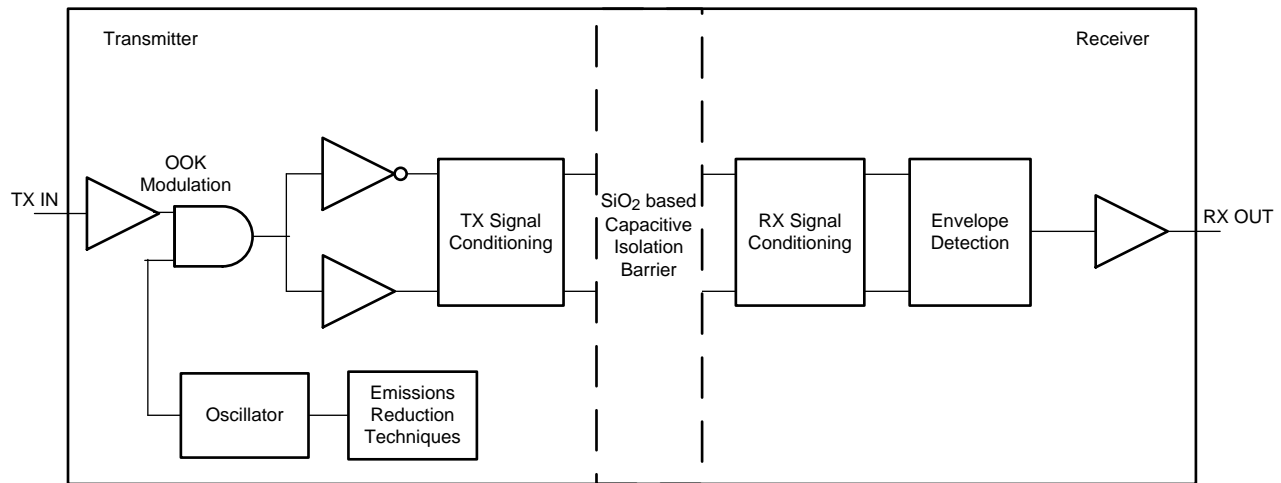 Transmitter
Receiver
OOK
Modulation
TX IN
TX Signal
Conditioning
SiO2 based
Capacitive
Isolation
Barrier
RX Signal
Conditioning
Envelope
Detection
RX OUT
Oscillator
Emissions
Reduction
Techniques